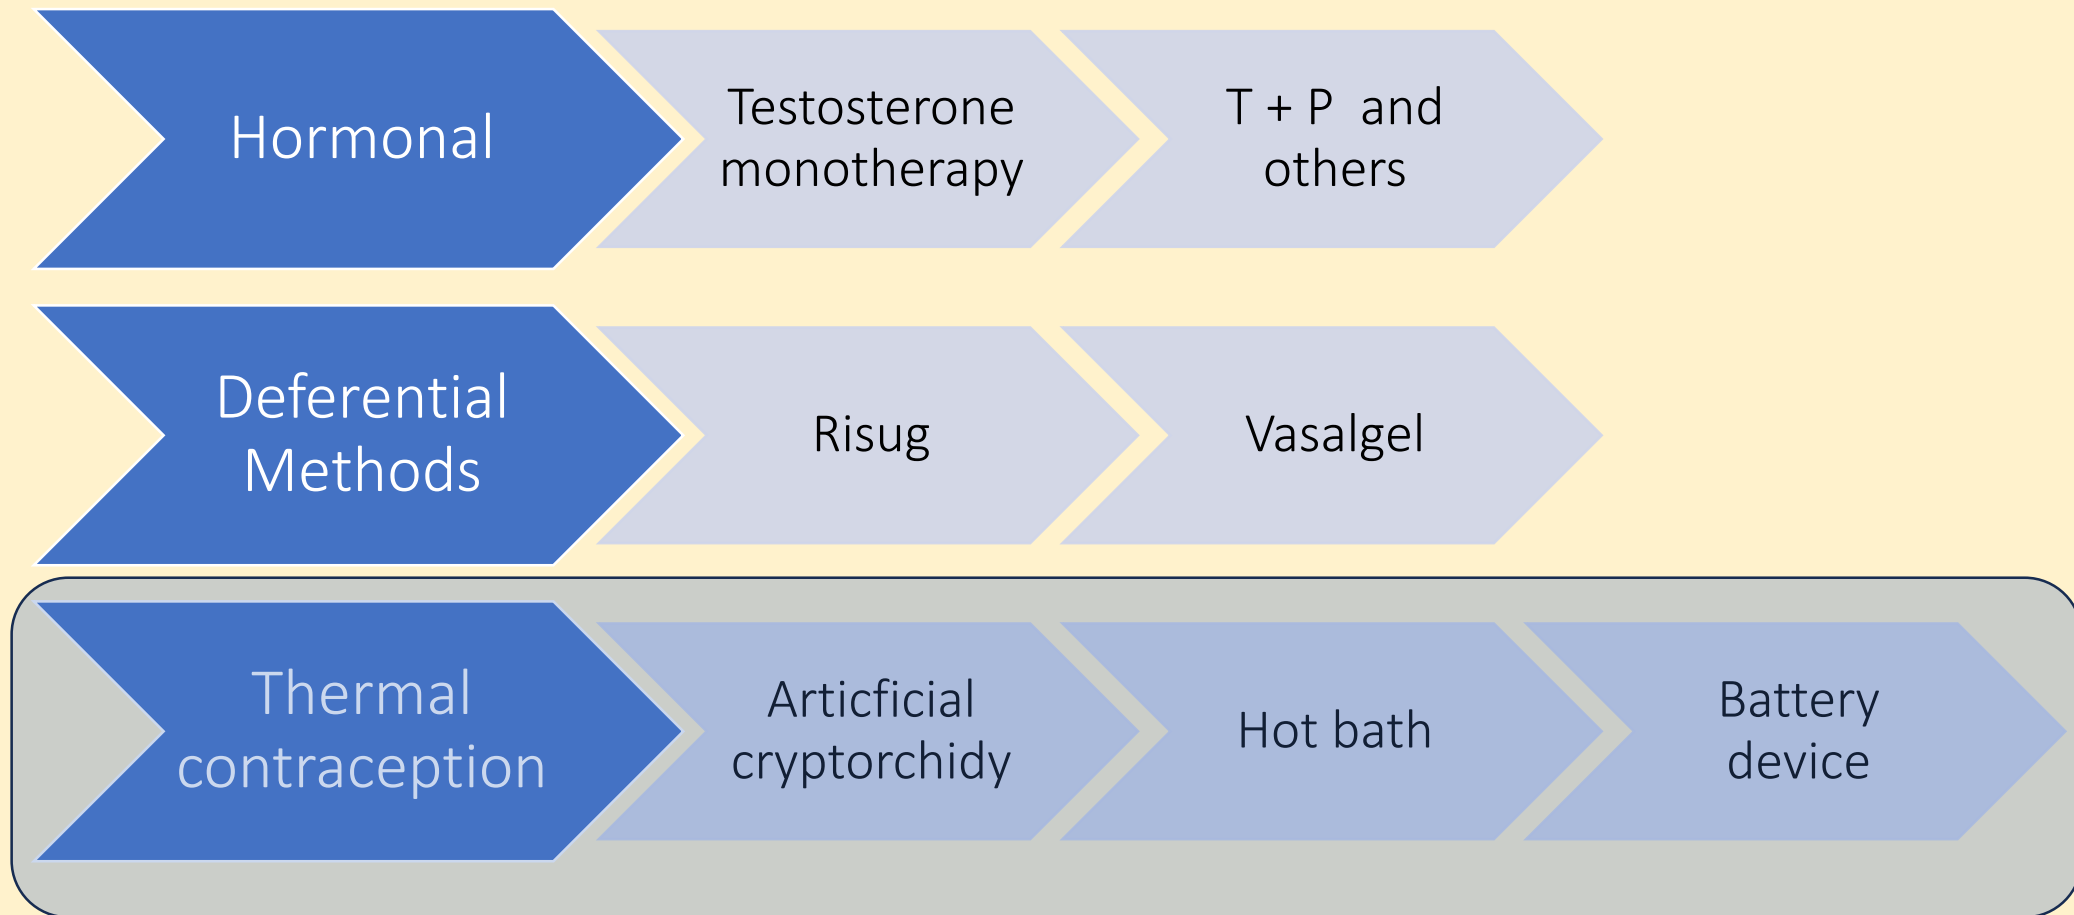 Hormonal
Testosterone
monotherapy
T + P  and
others
Deferential
Methods
Risug
Vasalgel
Thermal
contraception
Articficial
cryptorchidy
Hot bath
Battery
device